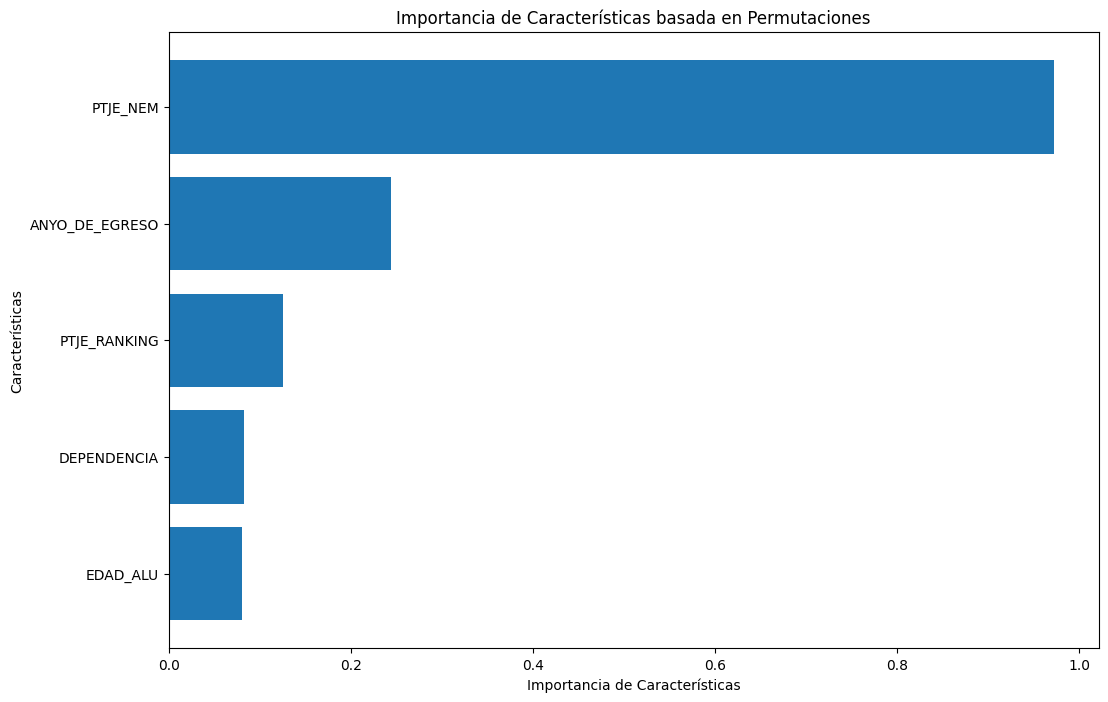 Importancia de Características basada en Permutaciones
Características
PTJE_NEM
ANYO_DE_EGRESO
PTJE_RANKING
DEPENDENCIA
EDAD_ALU
0.0 0.2 0.4 0.6 0.8 1.0
Importancia de Características